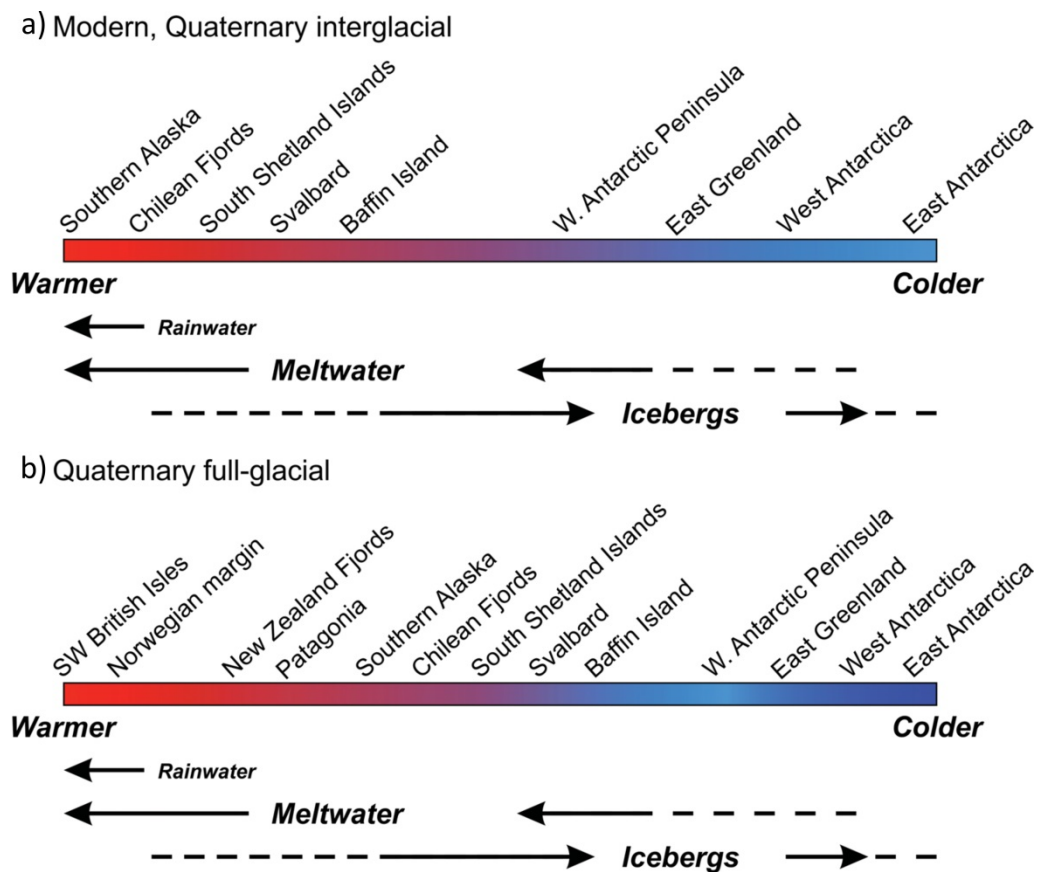 a) Modern, Quaternary interglacial
Southern Alaska
Chilean Fjords
South Shetland Islands
Svalbard
Baffin Island
W. Antarctic Peninsula
East Greenland
West Antarctica
East Antarctica
Warmer
Colder
Rainwater
Meltwater
Icebergs
b) Quaternary full-glacial
SW British Isles
Norwegian margin
New Zealand Fjords
Patagonia
Southern Alaska
Chilean Fjords
South Shetland Islands
Svalbard
Baffin Island
W. Antarctic Peninsula
East Greenland
West Antarctica
East Antarctica
Warmer
Colder
Rainwater
Meltwater
Icebergs